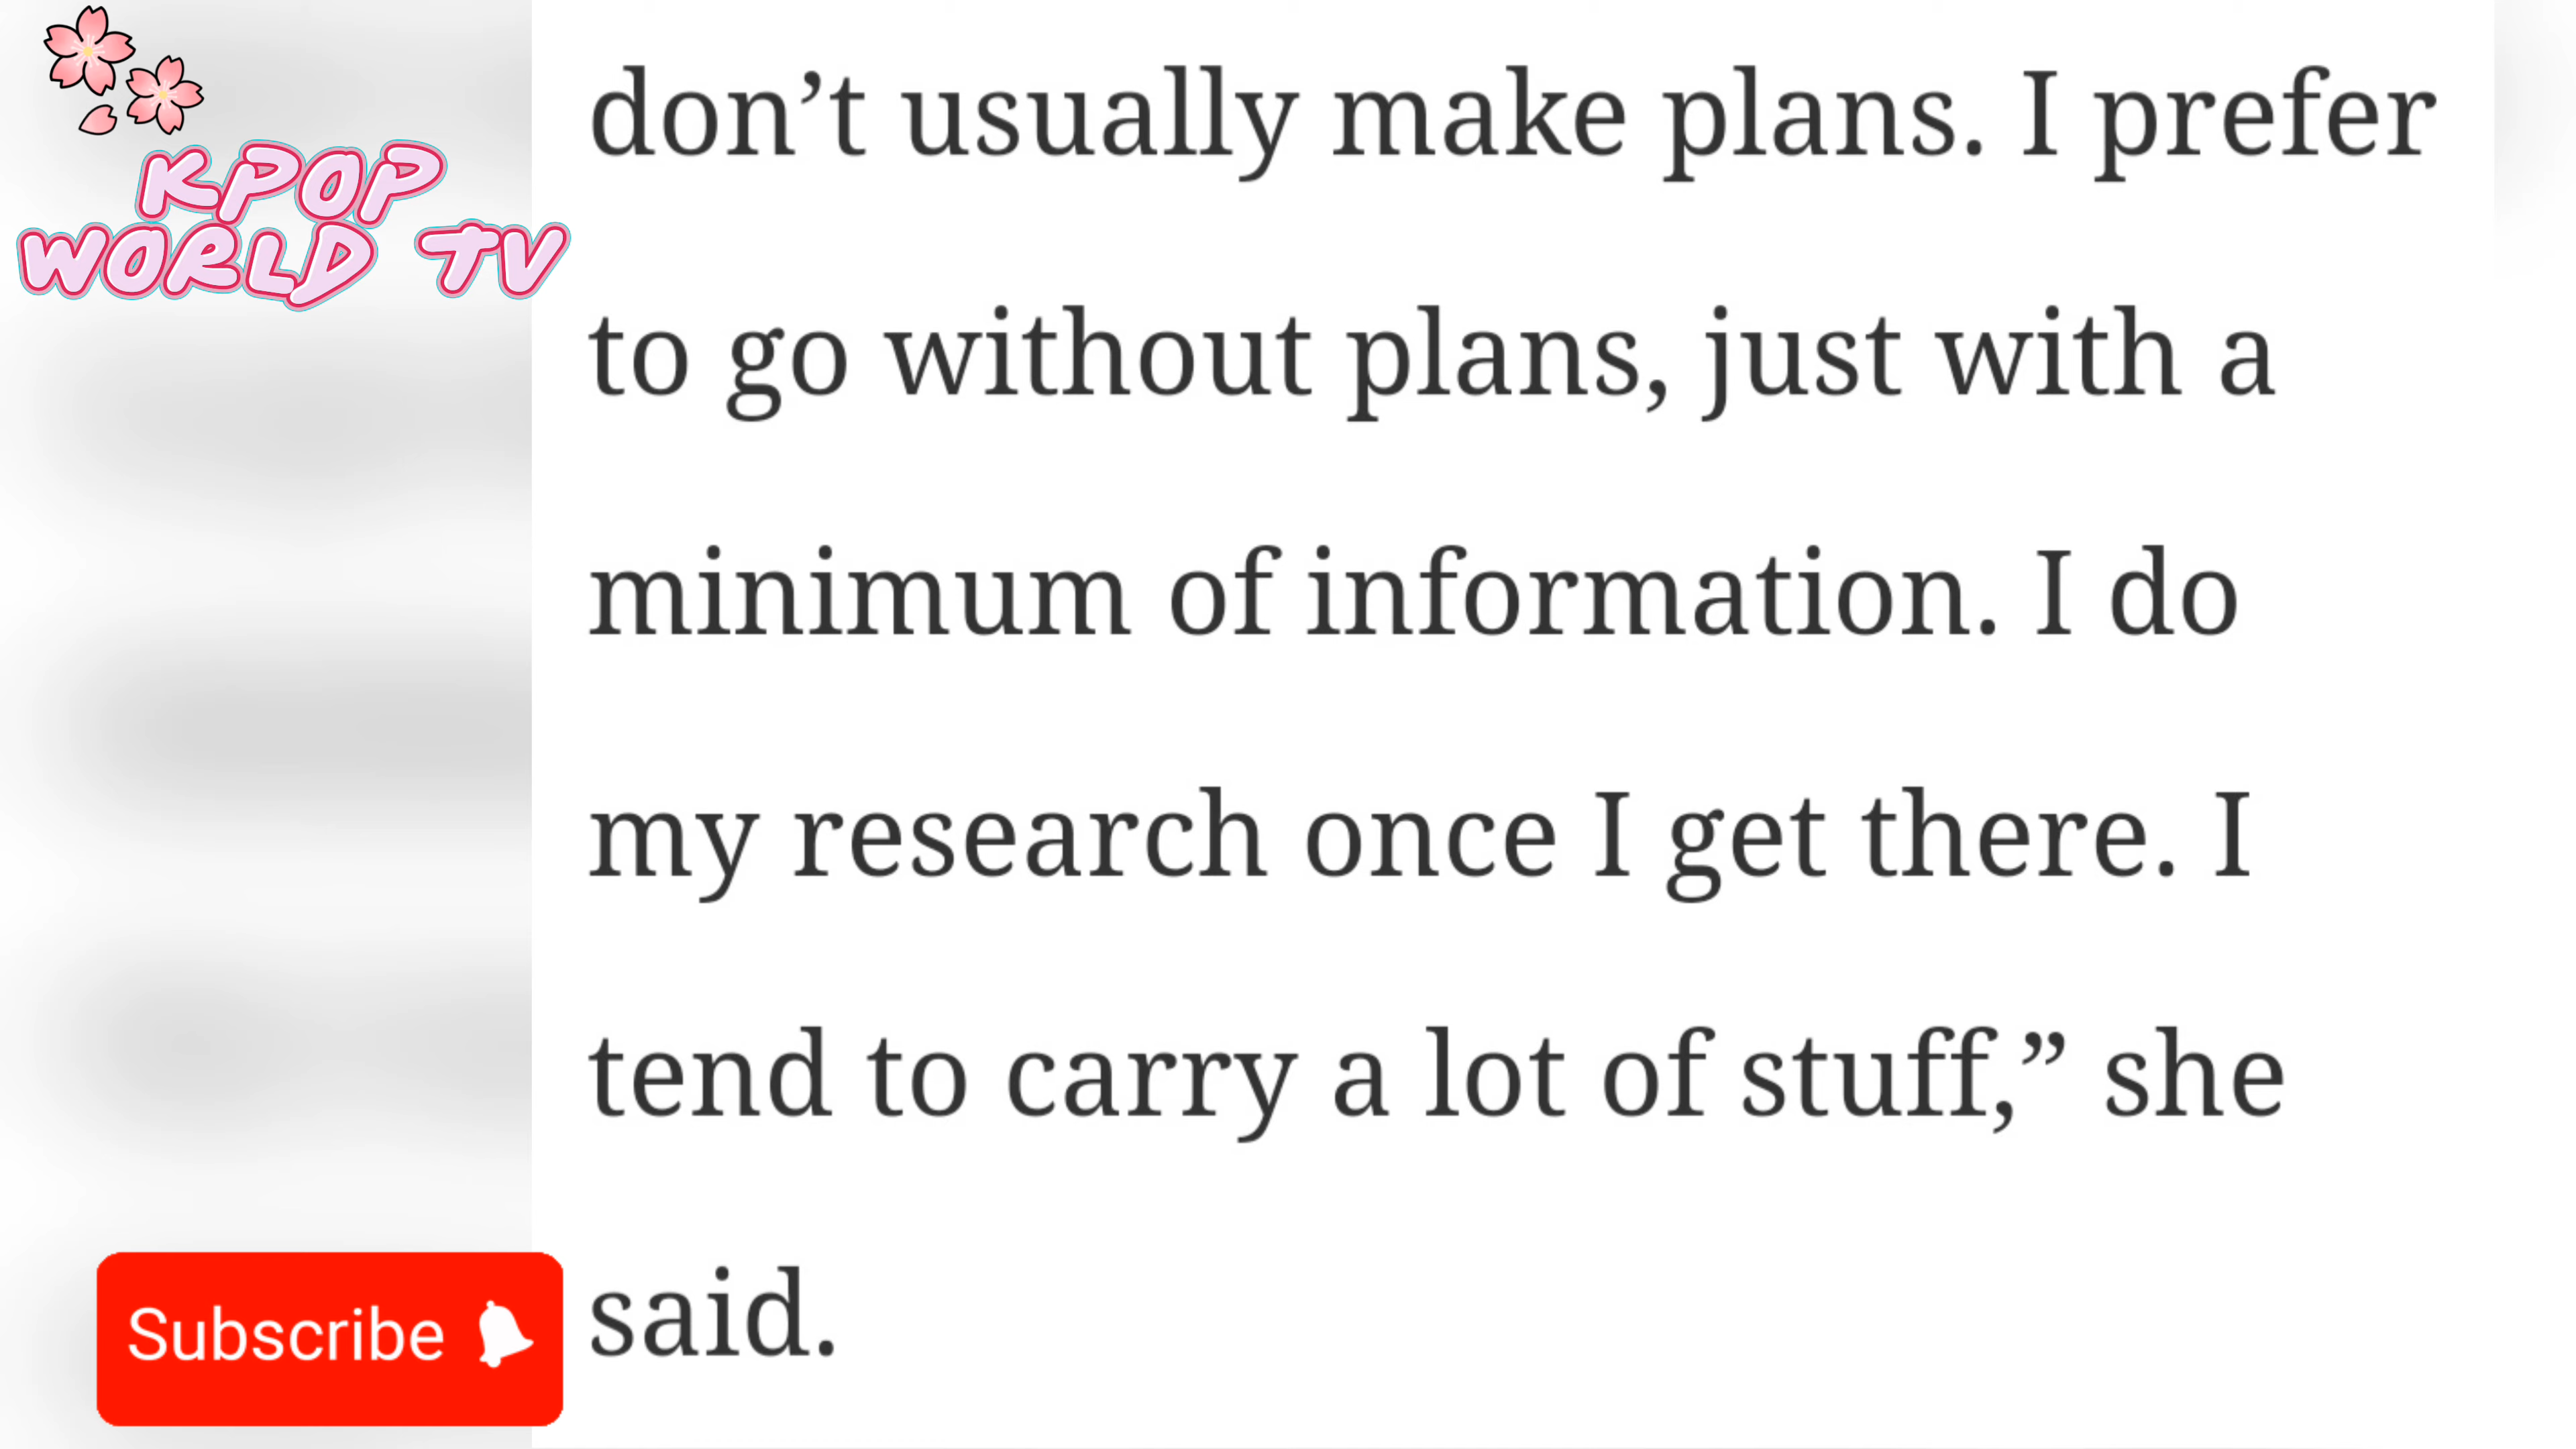 KPOP
WORLD TV
don’t usually make plans. I prefer
to go without plans, just with a
minimum of information. I do
my research once I get there. I
tend to carry a lot of stuff,” she
said.
Subscribe